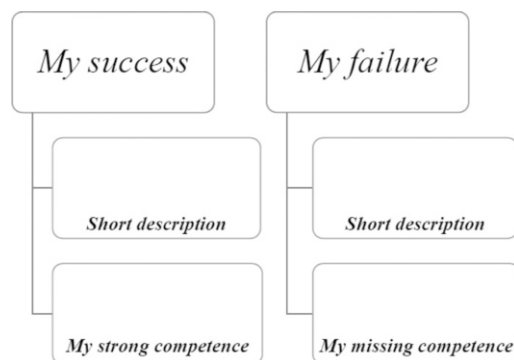 My success
My failure
Short description
Short description
My strong competence
My missing competence